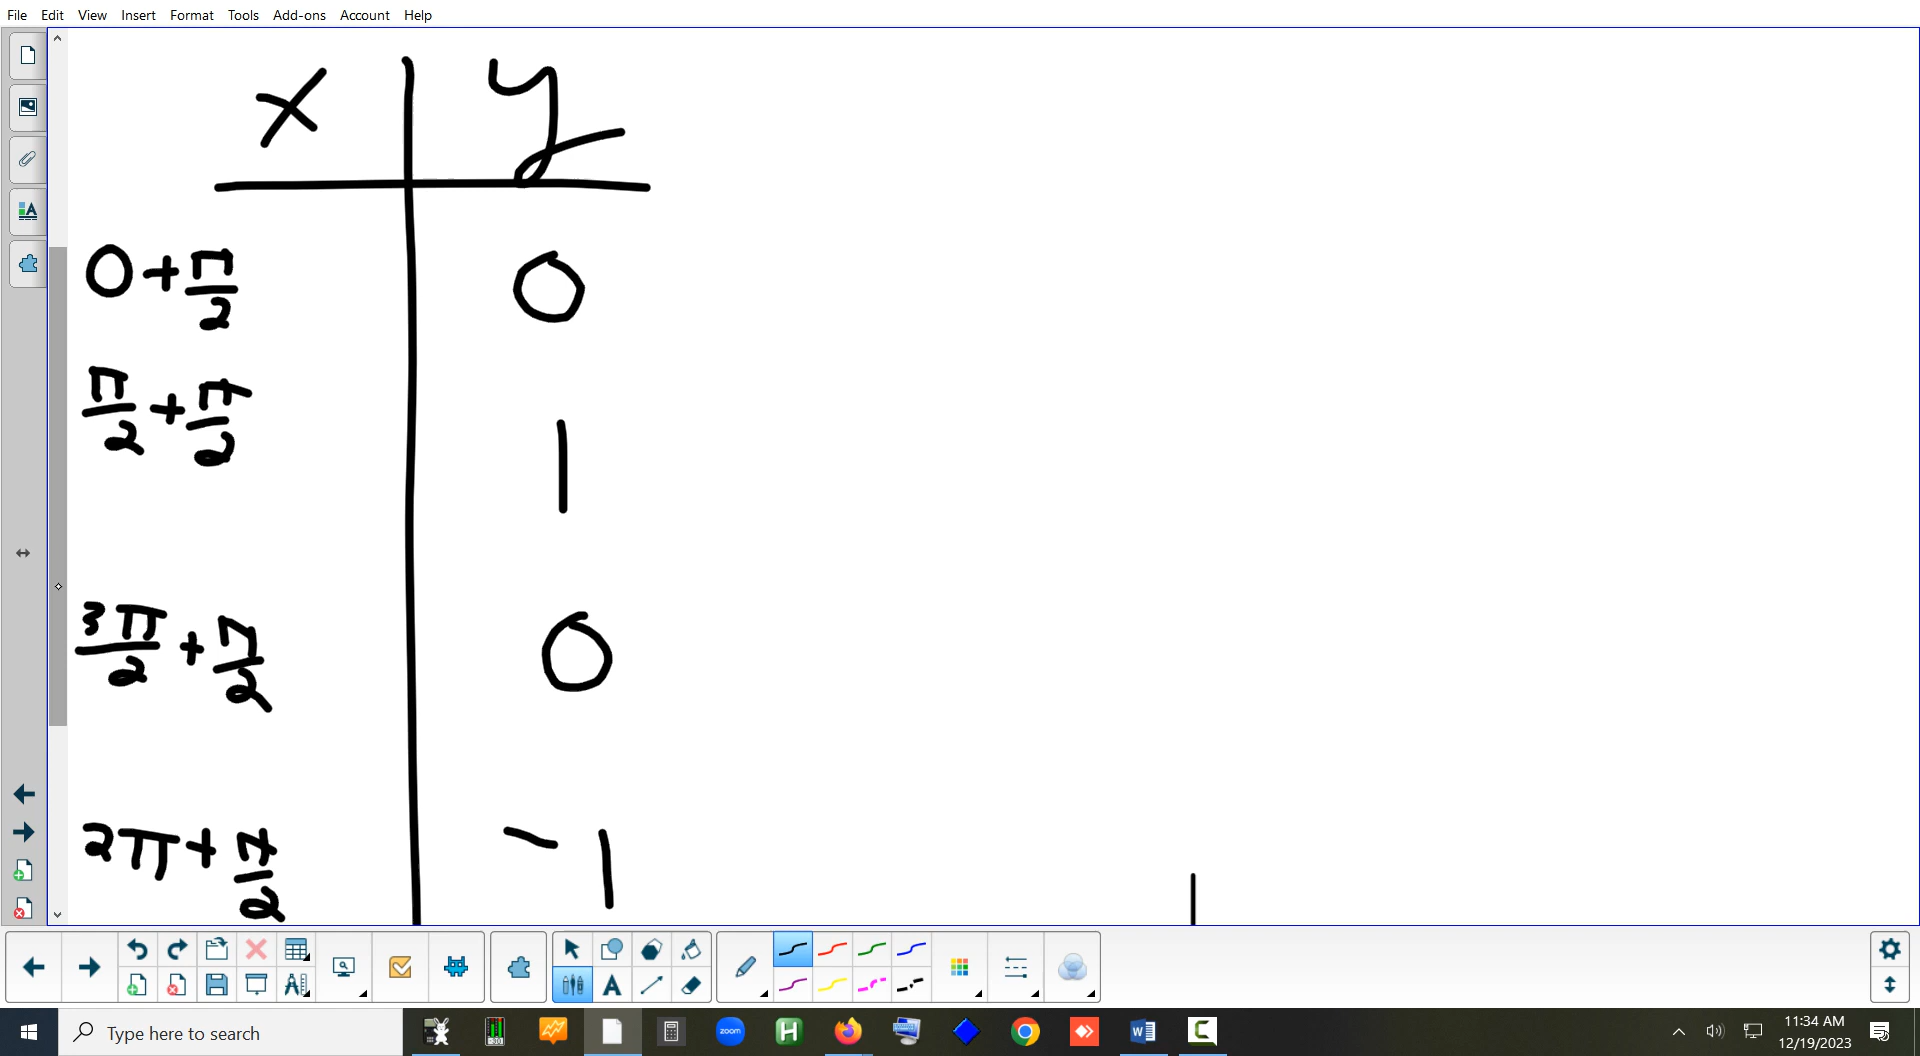 File Edit View Insert Format Tools Add-ons Account Help
x y
0+π/2 0
π/2+π/2 1
3π/2+π/2 0
2π+π/2 -1
A
A
zoom
H
W
C
Type here to search
11:34 AM
12/19/2023